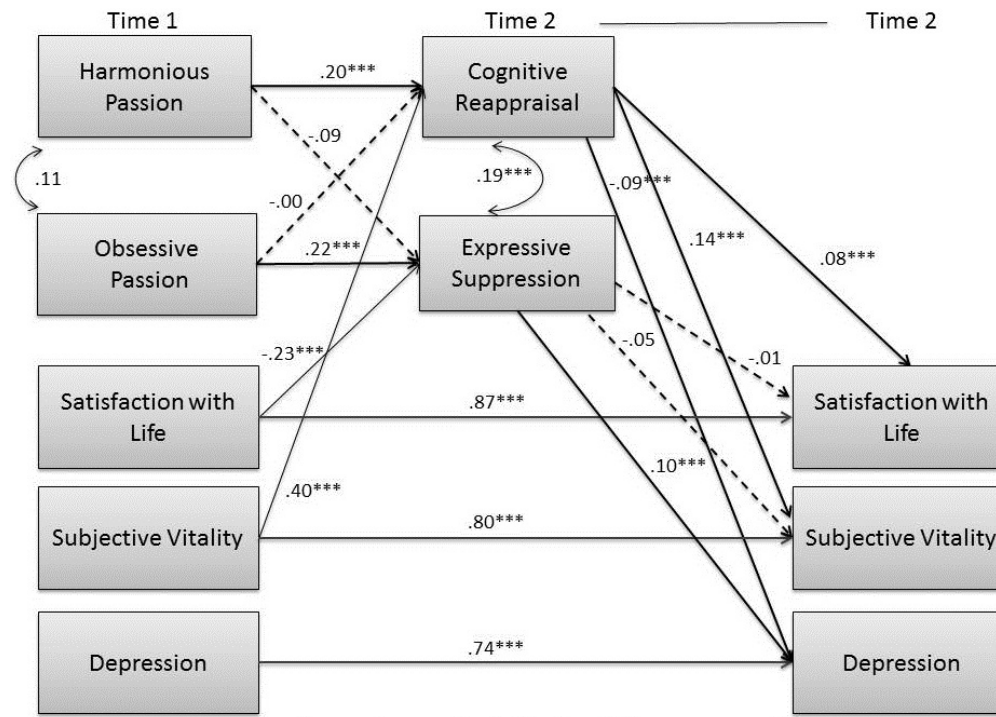 Time 1
Time 2
Time 2
Harmonious
Passion
.20***
Cognitive
Reappraisal
-.09
.11
.19***
-.09***
-.00
Obsessive
Passion
.22***
Expressive
Suppression
.14***
.08***
-.05
-.01
-.23***
Satisfaction with
Life
.87***
Satisfaction with
Life
.10***
.40***
Subjective Vitality
.80***
Subjective Vitality
Depression
.74***
Depression